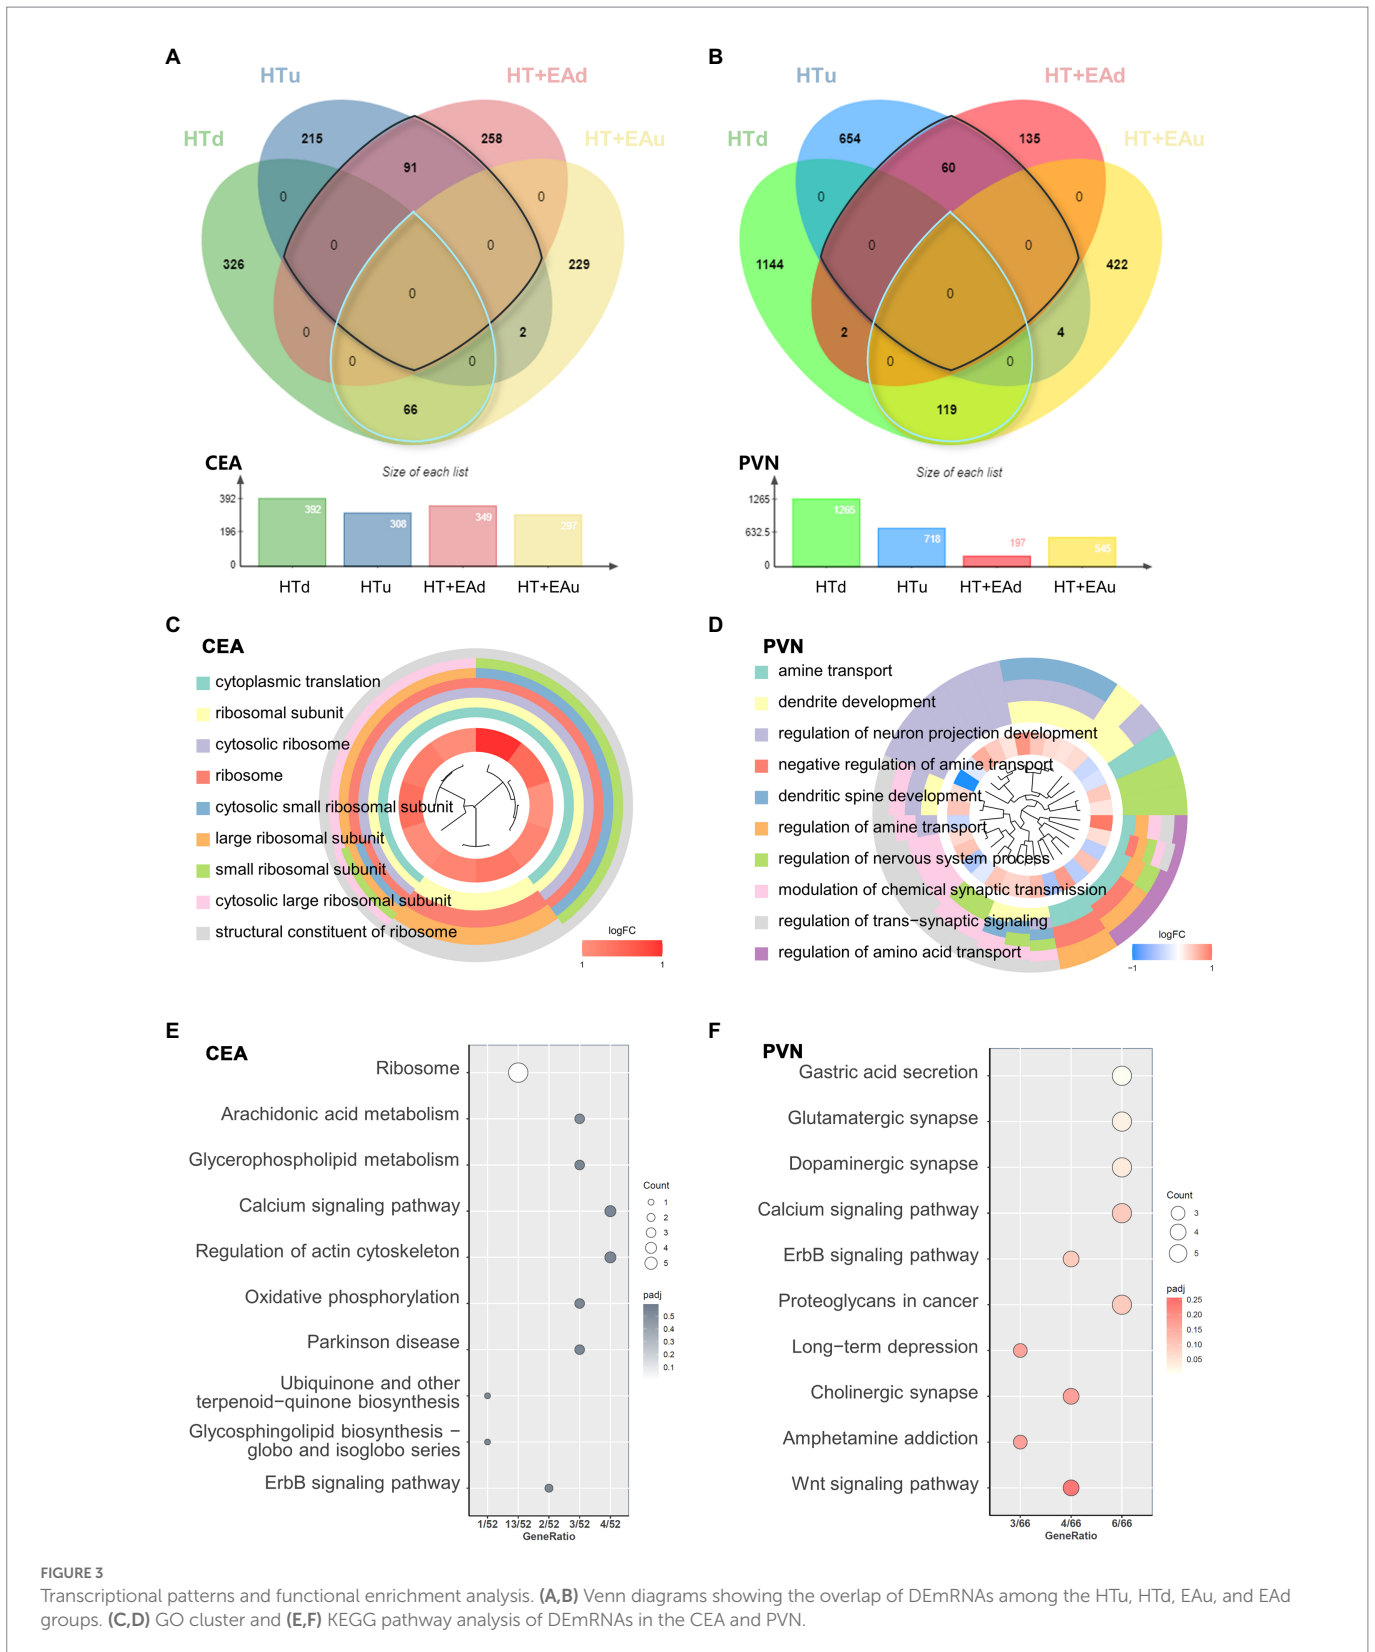 A
HTu
HT+EAd
HTd
HT+EAu
215
258
91
0
0
0
0
326
229
0
0
2
0
0
66
CEA
Size of each list
392
196
0
392
308
349
297
HTd
HTu
HT+EAd
HT+EAu
B
HTu
HT+EAd
HTd
HT+EAu
654
135
60
0
0
0
0
1144
422
0
2
4
0
0
119
PVN
Size of each list
1265
632.5
0
1265
718
197
545
HTd
HTu
HT+EAd
HT+EAu
C
CEA
cytoplasmic translation
ribosomal subunit
cytosolic ribosome
ribosome
cytosolic small ribosomal subunit
large ribosomal subunit
small ribosomal subunit
cytosolic large ribosomal subunit
structural constituent of ribosome
logFC
1
1
D
PVN
amine transport
dendrite development
regulation of neuron projection development
negative regulation of amine transport
dendritic spine development
regulation of amine transport
regulation of nervous system process
modulation of chemical synaptic transmission
regulation of trans−synaptic signaling
regulation of amino acid transport
logFC
−1
1
E
CEA
Ribosome
Arachidonic acid metabolism
Glycerophospholipid metabolism
Calcium signaling pathway
Regulation of actin cytoskeleton
Oxidative phosphorylation
Parkinson disease
Ubiquinone and other
terpenoid−quinone biosynthesis
Glycosphingolipid biosynthesis −
globo and isoglobo series
ErbB signaling pathway
1/52
13/52
2/52
3/52
4/52
GeneRatio
Count
1
2
3
4
5
padj
0.5
0.4
0.3
0.2
0.1
F
PVN
Gastric acid secretion
Glutamatergic synapse
Dopaminergic synapse
Calcium signaling pathway
ErbB signaling pathway
Proteoglycans in cancer
Long−term depression
Cholinergic synapse
Amphetamine addiction
Wnt signaling pathway
3/66
4/66
6/66
GeneRatio
Count
3
4
5
padj
0.25
0.20
0.15
0.10
0.05
FIGURE 3
Transcriptional patterns and functional enrichment analysis. (A,B) Venn diagrams showing the overlap of DEmRNAs among the HTu, HTd, EAu, and EAd
groups. (C,D) GO cluster and (E,F) KEGG pathway analysis of DEmRNAs in the CEA and PVN.